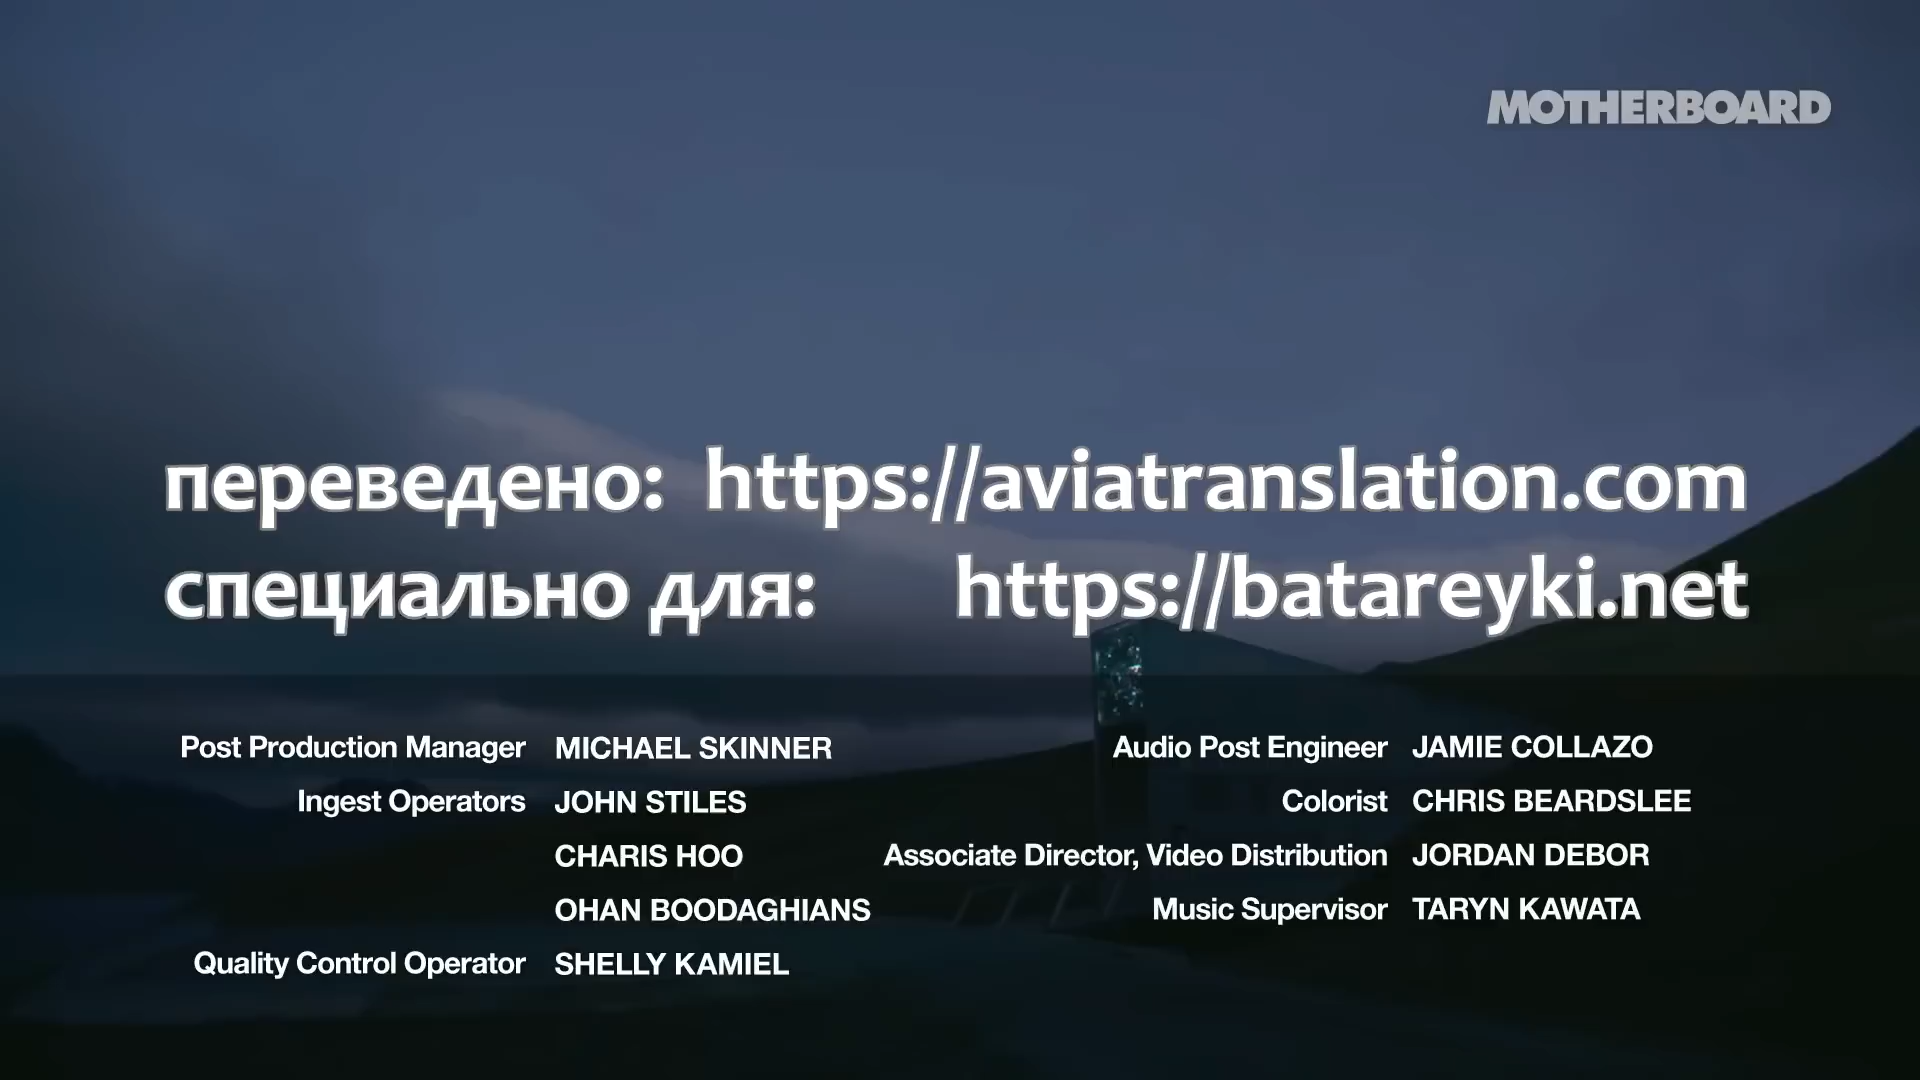 MOTHERBOARD
переведено: https://aviatranslation.com
специально для: https://batareyki.net
Post Production Manager MICHAEL SKINNER
Ingest Operators JOHN STILES
CHARIS HOO
OHAN BOODAGHIANS
Quality Control Operator SHELLY KAMIEL
Audio Post Engineer JAMIE COLLAZO
Colorist CHRIS BEARDSLEE
Associate Director, Video Distribution JORDAN DEBOR
Music Supervisor TARYN KAWATA